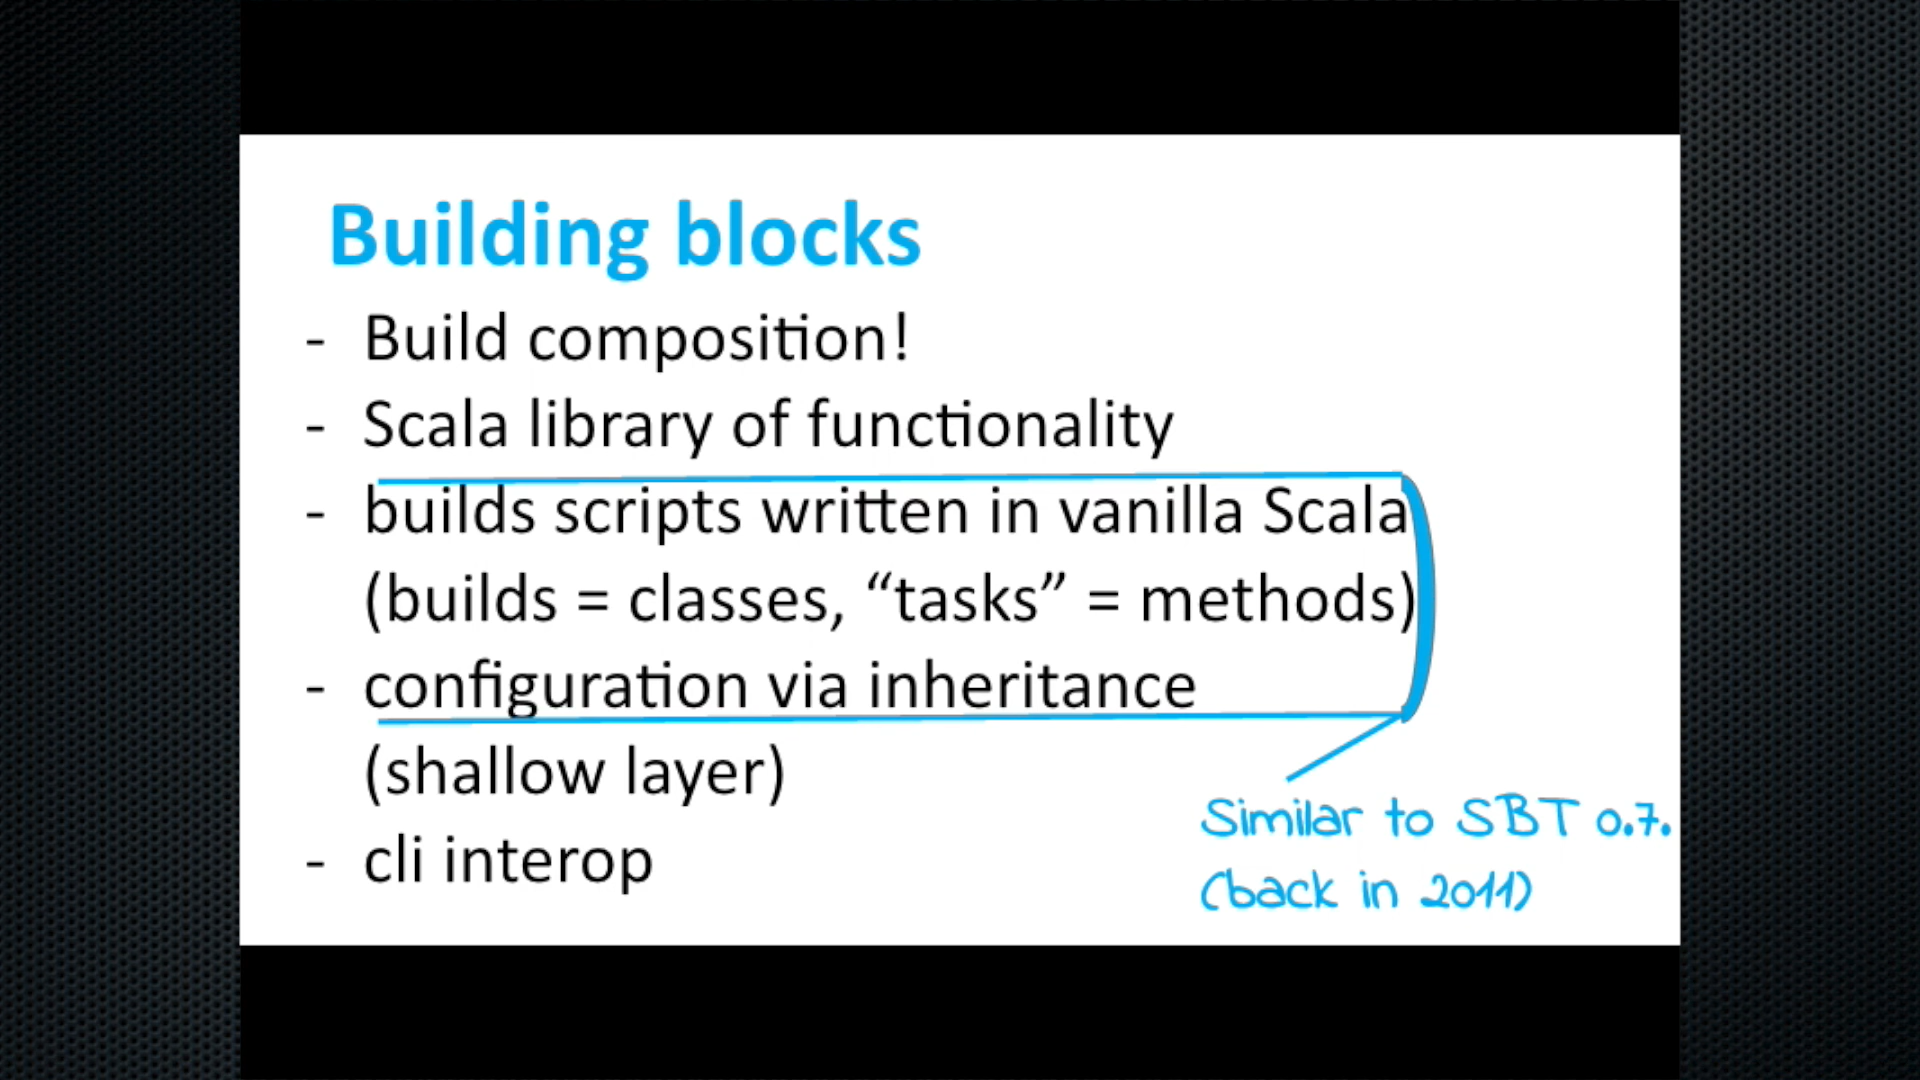 Building blocks
- Build composition!
- Scala library of functionality
- builds scripts written in vanilla Scala
(builds = classes, “tasks” = methods)
- configuration via inheritance
(shallow layer)
- cli interop
Similar to SBT 0.7.
(back in 2011)